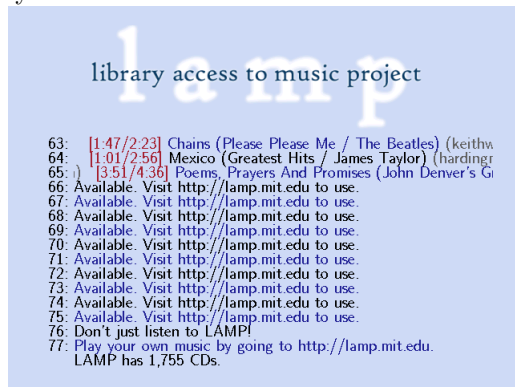 lamp
library access to music project
63: [1:47/2:23] Chains (Please Please Me / The Beatles) (keithw
64: [1:01/2:56] Mexico (Greatest Hits / James Taylor) (hardingr
65: i) [3:51/4:36] Poems, Prayers And Promises (John Denver's Gr
66: Available. Visit http://lamp.mit.edu to use.
67: Available. Visit http://lamp.mit.edu to use.
68: Available. Visit http://lamp.mit.edu to use.
69: Available. Visit http://lamp.mit.edu to use.
70: Available. Visit http://lamp.mit.edu to use.
71: Available. Visit http://lamp.mit.edu to use.
72: Available. Visit http://lamp.mit.edu to use.
73: Available. Visit http://lamp.mit.edu to use.
74: Available. Visit http://lamp.mit.edu to use.
75: Available. Visit http://lamp.mit.edu to use.
76: Don't just listen to LAMP!
77: Play your own music by going to http://lamp.mit.edu.
LAMP has 1,755 CDs.